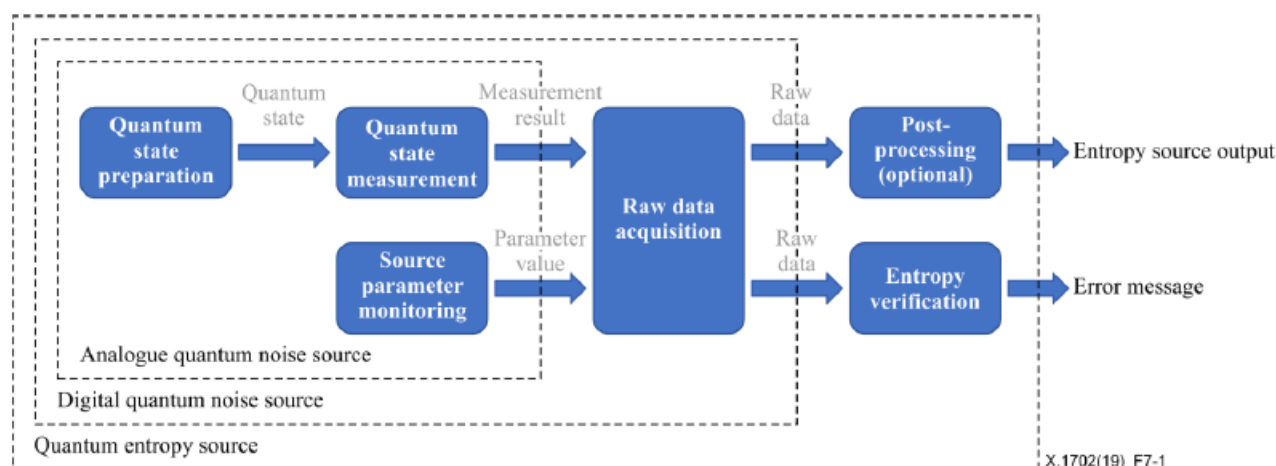 Quantum
state
preparation
Quantum
state
Quantum
state
measurement
Measurement
result
Raw data
acquisition
Raw
data
Post-
processing
(optional)
Entropy source output
Source
parameter
monitoring
Parameter
value
Raw
data
Entropy
verification
Error message
Analogue quantum noise source
Digital quantum noise source
Quantum entropy source
X.1702(19)_F7-1